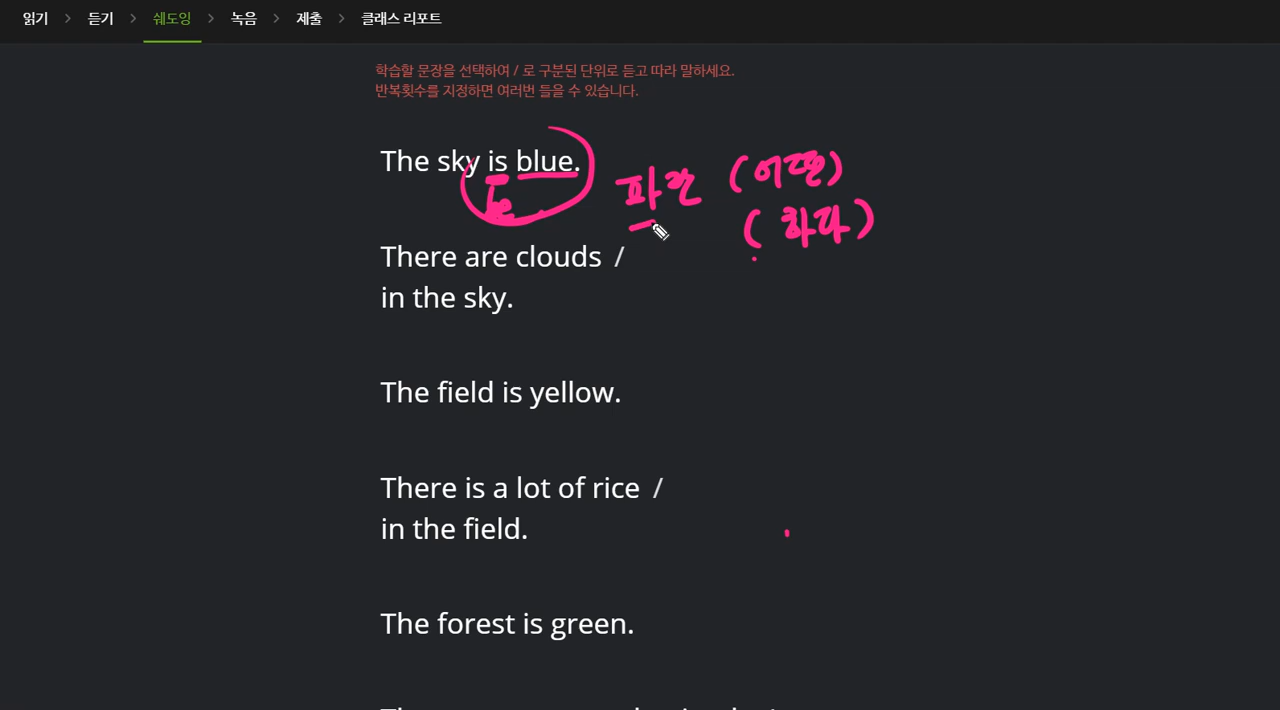 읽기 > 듣기 > 쉐도잉 > 녹음 > 제출 > 클래스 리포트
학습할 문장을 선택하여 / 로 구분된 단위로 듣고 따라 말하세요.
반복횟수를 지정하면 여러번 들을 수 있습니다.
The sky is blue.
be 파란 (어떤)
(하다)
There are clouds /
in the sky.
The field is yellow.
There is a lot of rice /
in the field.
The forest is green.